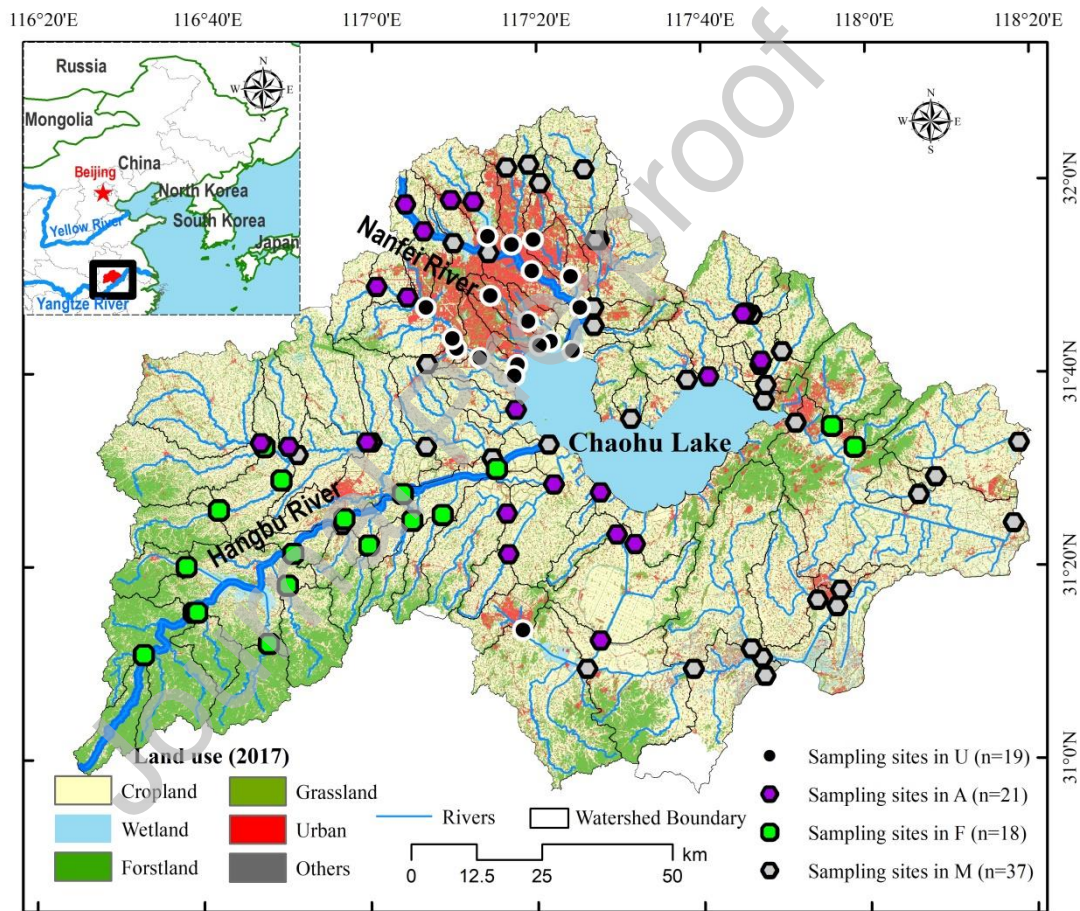 116°20'E 116°40'E 117°0'E 117°20'E 117°40'E 118°0'E 118°20'E
Russia
Mongolia
China
Beijing
North Korea
South Korea
Japan
Yellow River
Yangtze River
N
W E
S
N
W E
S
32°0'N
31°40'N
31°20'N
31°0'N
Nanfei River
Chaohu Lake
Hangbu River
Journal Pre-proof
Land use (2017)
Cropland
Wetland
Forstland
Grassland
Urban
Others
Rivers
Watershed Boundary
km
0 12.5 25 50
Sampling sites in U (n=19)
Sampling sites in A (n=21)
Sampling sites in F (n=18)
Sampling sites in M (n=37)